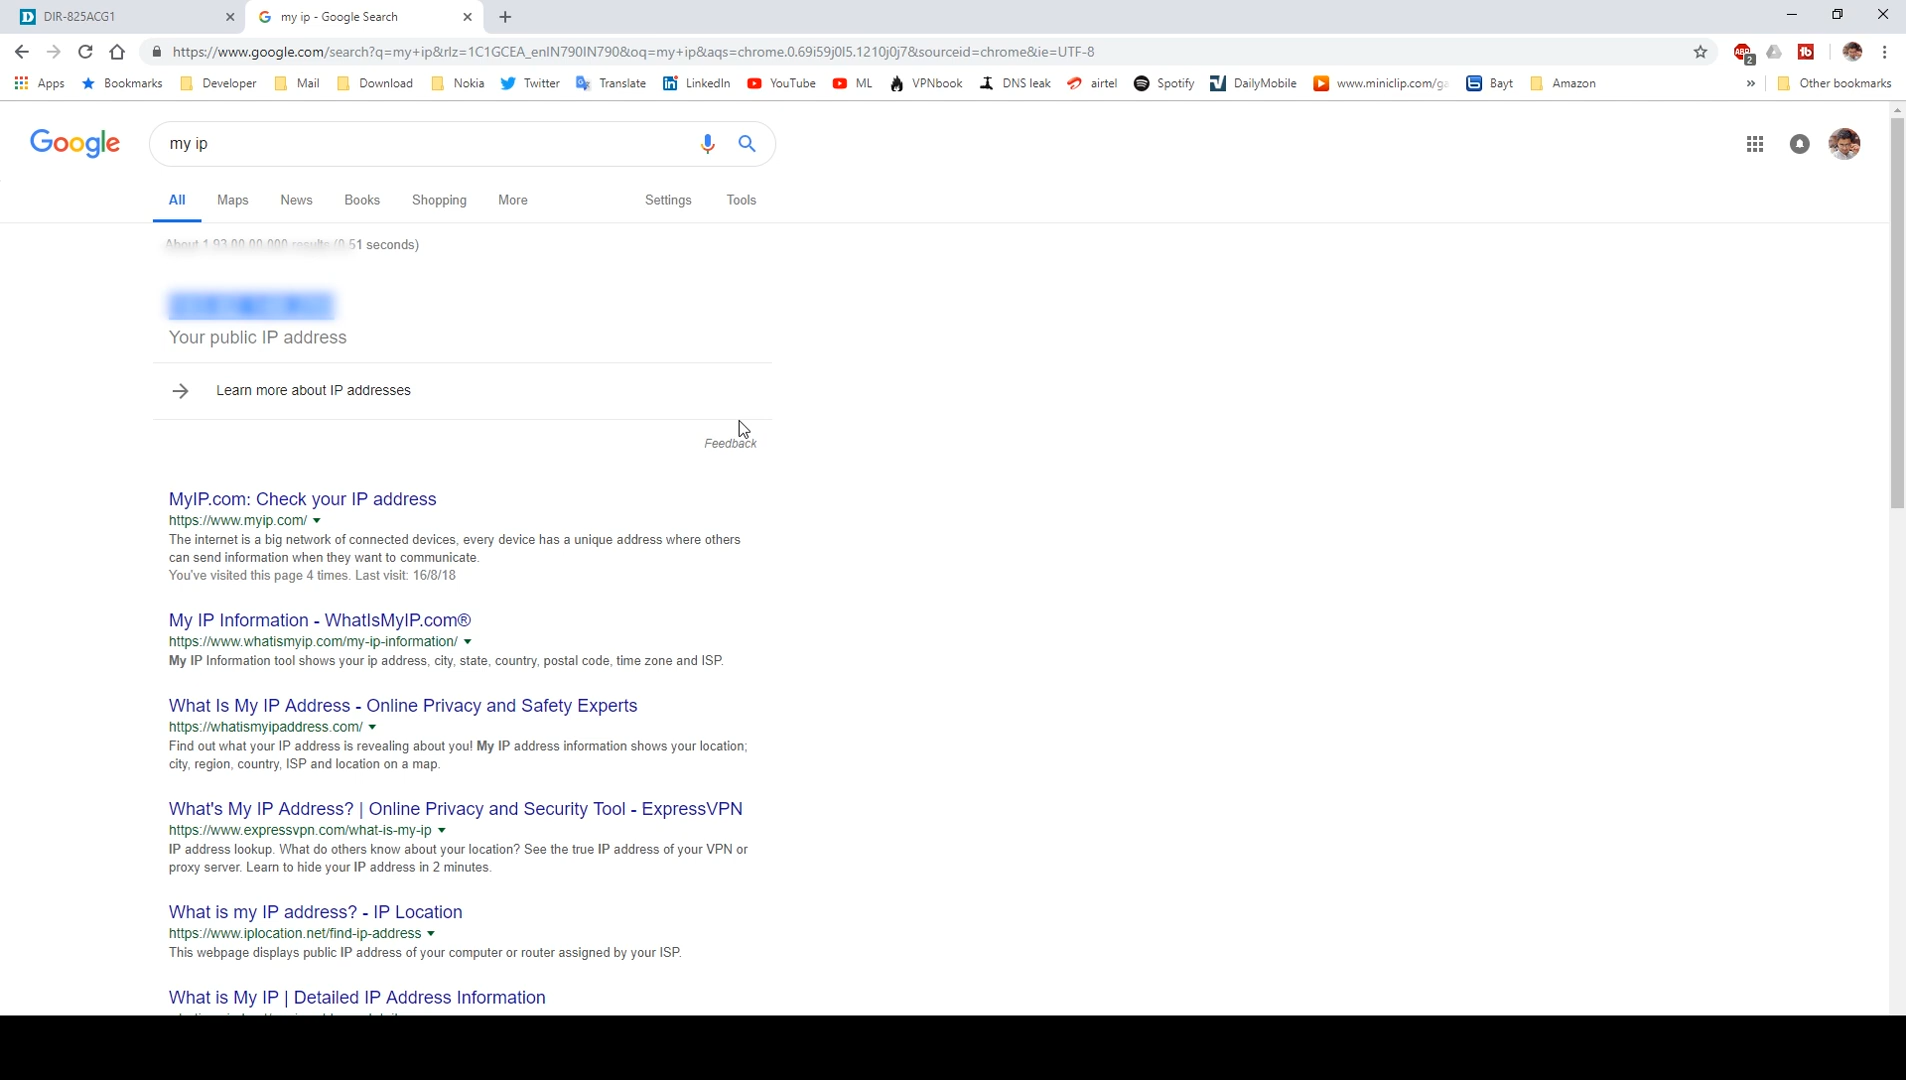 DIR-825ACG1
my ip - Google Search
https://www.google.com/search?q=my+ip&rlz=1C1GCEA_enIN790IN790&oq=my+ip&aqs=chrome.0.69i59j0l5.1210j0j7&sourceid=chrome&ie=UTF-8
ABP 2
Apps Bookmarks Developer Mail Download Nokia Twitter Translate LinkedIn YouTube ML VPNbook DNS leak airtel Spotify DailyMobile www.miniclip.com/ga Bayt Amazon » Other bookmarks
Google my ip
All Maps News Books Shopping More Settings Tools
About 1,93,00,00,000 results (0.51 seconds)
Your public IP address
Learn more about IP addresses
Feedback
MyIP.com: Check your IP address
https://www.myip.com/
The internet is a big network of connected devices, every device has a unique address where others
can send information when they want to communicate.
You've visited this page 4 times. Last visit: 16/8/18
My IP Information - WhatIsMyIP.com®
https://www.whatismyip.com/my-ip-information/
My IP Information tool shows your ip address, city, state, country, postal code, time zone and ISP.
What Is My IP Address - Online Privacy and Safety Experts
https://whatismyipaddress.com/
Find out what your IP address is revealing about you! My IP address information shows your location;
city, region, country, ISP and location on a map.
What's My IP Address? | Online Privacy and Security Tool - ExpressVPN
https://www.expressvpn.com/what-is-my-ip
IP address lookup. What do others know about your location? See the true IP address of your VPN or
proxy server. Learn to hide your IP address in 2 minutes.
What is my IP address? - IP Location
https://www.iplocation.net/find-ip-address
This webpage displays public IP address of your computer or router assigned by your ISP.
What is My IP | Detailed IP Address Information